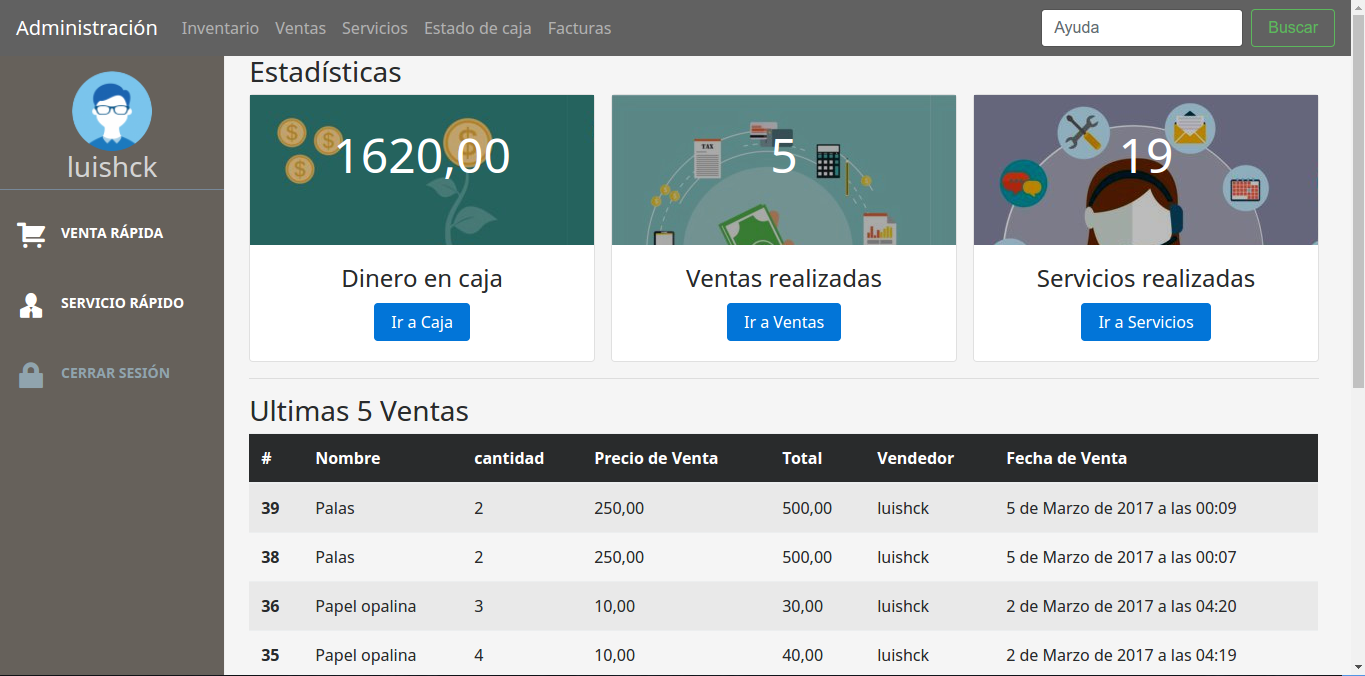 Administración Inventario Ventas Servicios Estado de caja Facturas Ayuda Buscar
luishck
VENTA RÁPIDA
SERVICIO RÁPIDO
CERRAR SESIÓN
Estadísticas
1620,00
Dinero en caja
Ir a Caja
TAX
5
Ventas realizadas
Ir a Ventas
19
Servicios realizadas
Ir a Servicios
Ultimas 5 Ventas
# Nombre cantidad Precio de Venta Total Vendedor Fecha de Venta
39 Palas 2 250,00 500,00 luishck 5 de Marzo de 2017 a las 00:09
38 Palas 2 250,00 500,00 luishck 5 de Marzo de 2017 a las 00:07
36 Papel opalina 3 10,00 30,00 luishck 2 de Marzo de 2017 a las 04:20
35 Papel opalina 4 10,00 40,00 luishck 2 de Marzo de 2017 a las 04:19